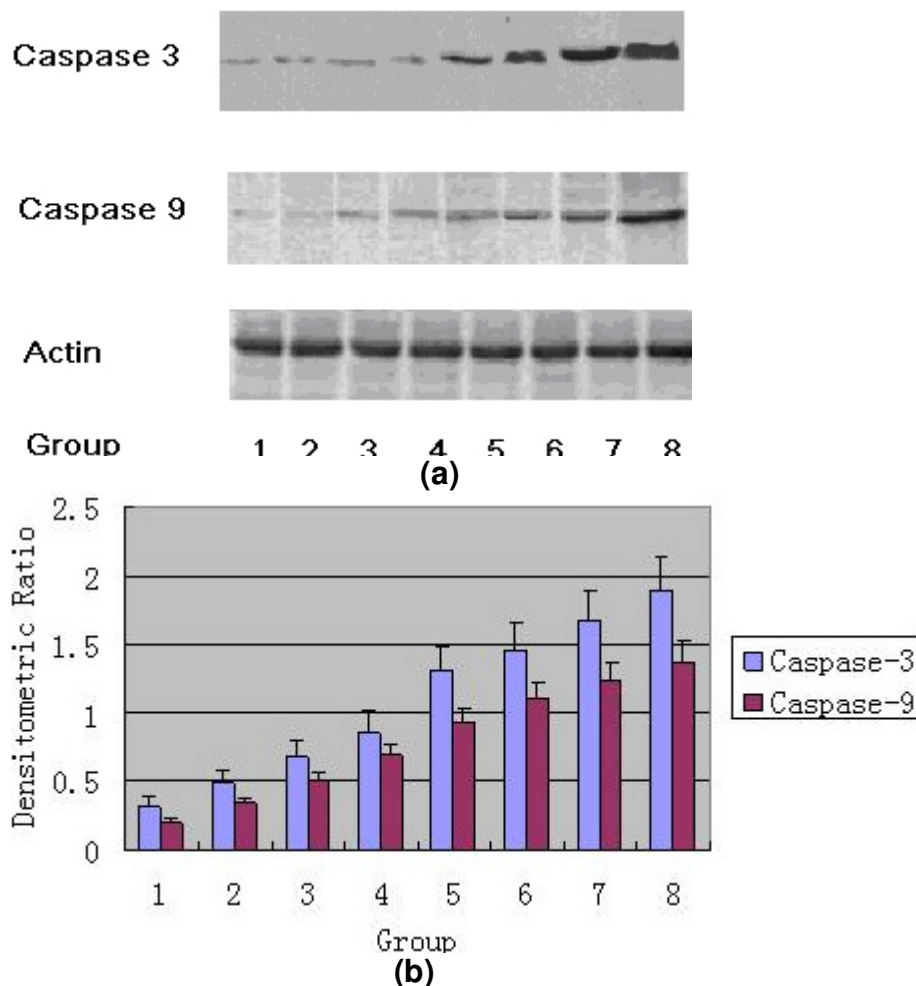 Caspase 3
Caspase 9
Actin
Group 1 2 3 4 5 6 7 8
(a)
2.5
2
1.5
1
0.5
0
Densitometric Ratio
1 2 3 4 5 6 7 8
Group
Caspase-3
Caspase-9
(b)